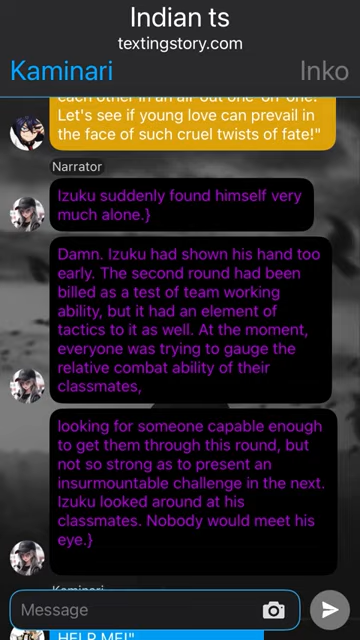 Indian ts
textingstory.com
Kaminari
Inko
each other in an all-out one-on-one!
Let's see if young love can prevail in
the face of such cruel twists of fate!"
Narrator
Izuku suddenly found himself very
much alone.}
Damn. Izuku had shown his hand too
early. The second round had been
billed as a test of team working
ability, but it had an element of
tactics to it as well. At the moment,
everyone was trying to gauge the
relative combat ability of their
classmates,
looking for someone capable enough
to get them through this round, but
not so strong as to present an
insurmountable challenge in the next.
Izuku looked around at his
classmates. Nobody would meet his
eye.}
Kaminari
Message
HELP ME!"